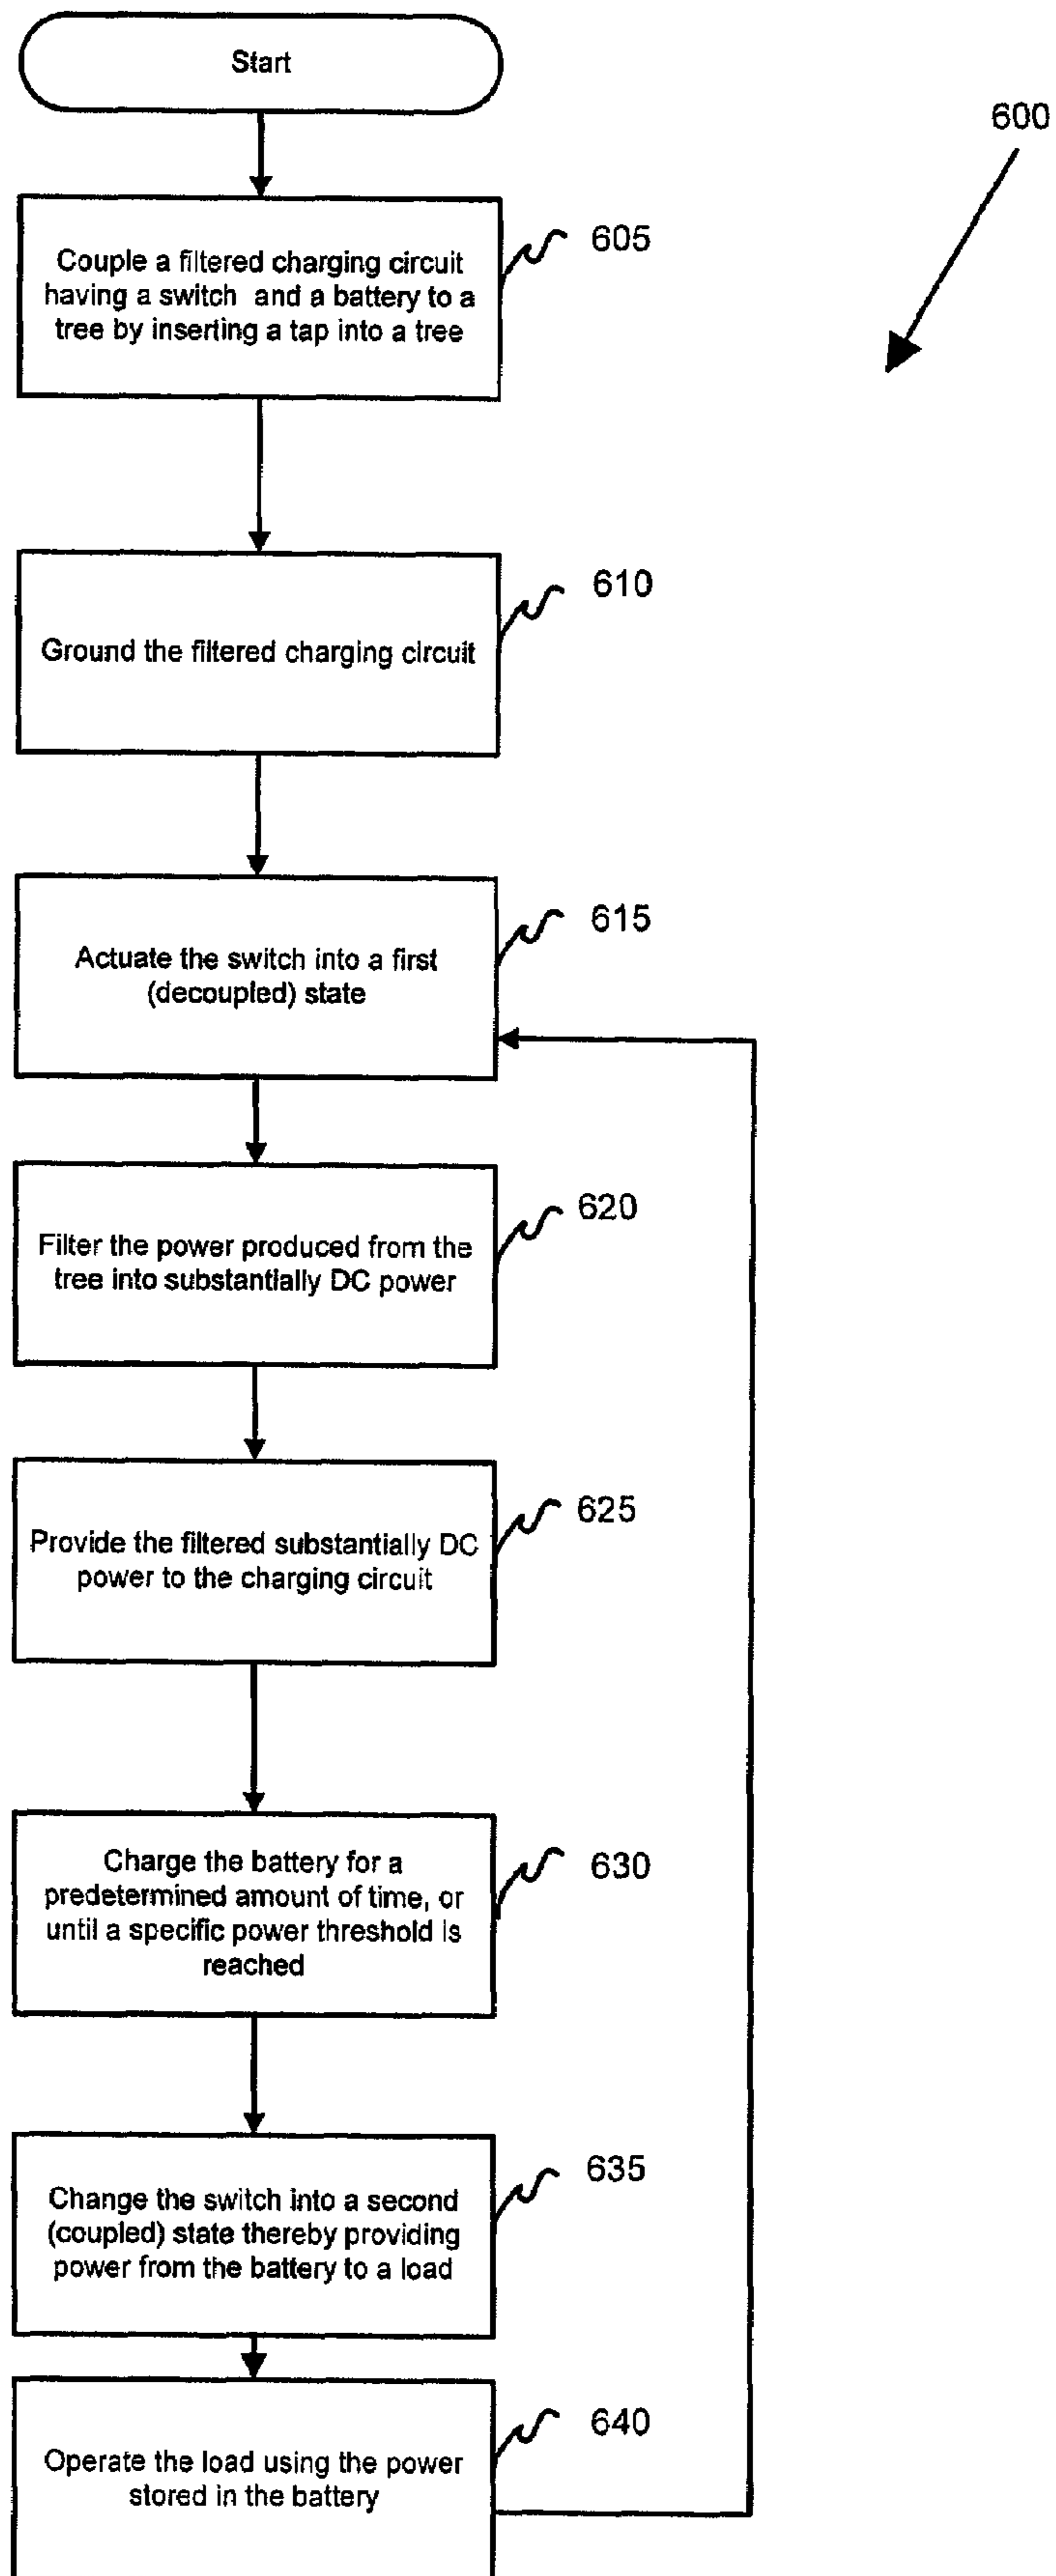 Start
600
Couple a filtered charging circuit
having a switch and a battery to a
tree by inserting a tap into a tree
605
Ground the filtered charging circuit
610
Actuate the switch into a first
(decoupled) state
615
Filter the power produced from the
tree into substantially DC power
620
Provide the filtered substantially DC
power to the charging circuit
625
Charge the battery for a
predetermined amount of time, or
until a specific power threshold is
reached
630
Change the switch into a second
(coupled) state thereby providing
power from the battery to a load
635
Operate the load using the power
stored in the battery
640